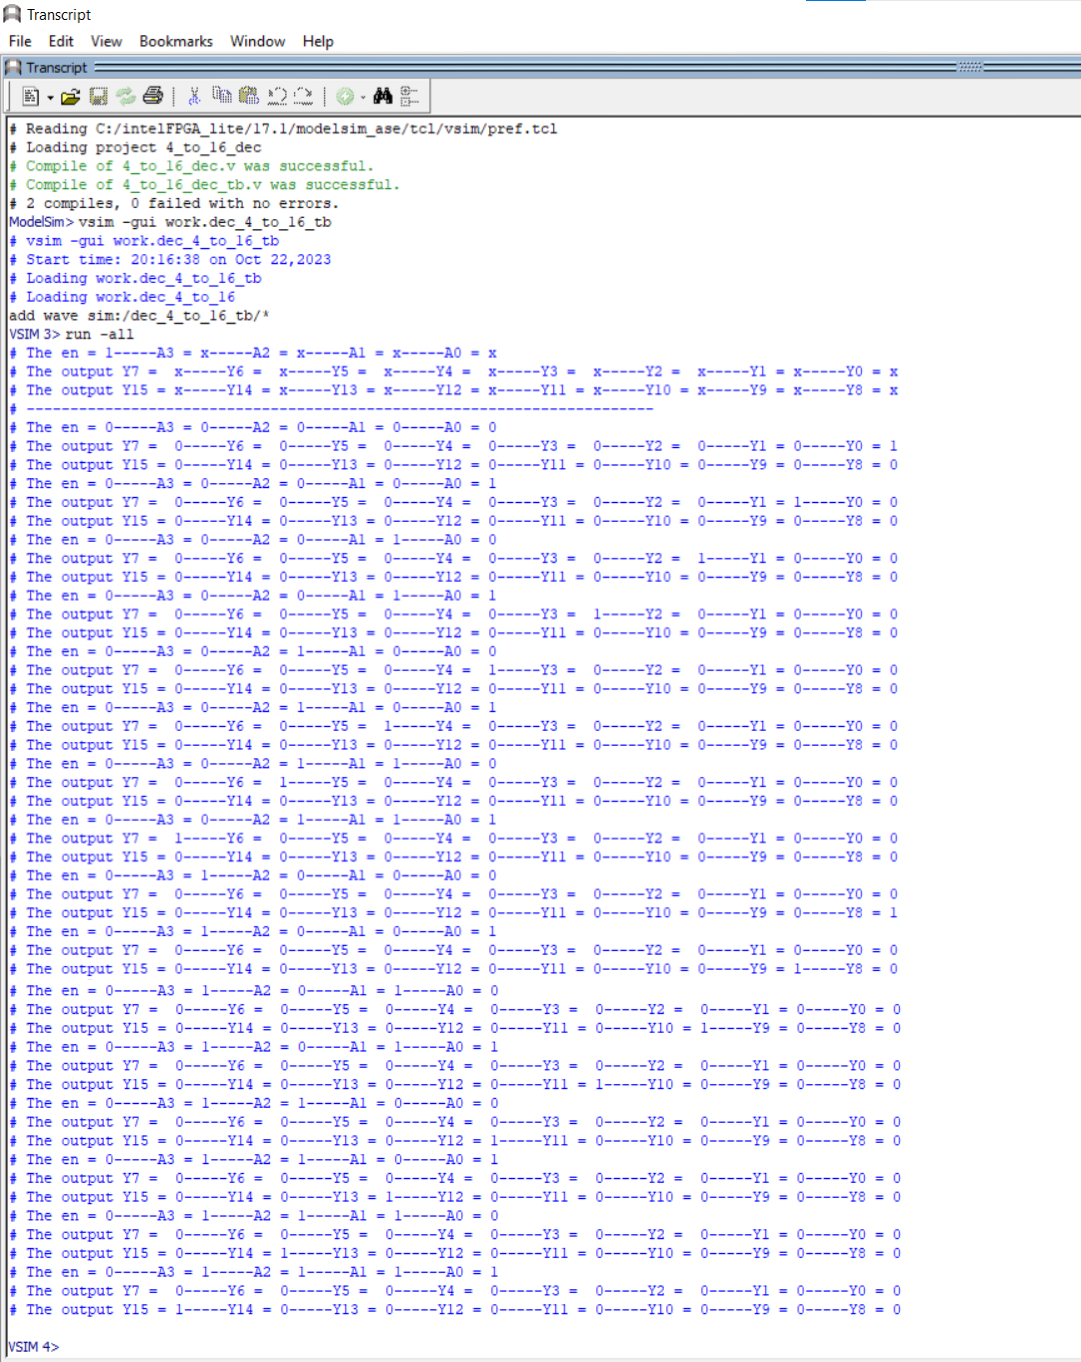 Transcript
File Edit View Bookmarks Window Help
Transcript
# Reading C:/intelFPGA_lite/17.1/modelsim_ase/tcl/vsim/pref.tcl
# Loading project 4_to_16_dec
# Compile of 4_to_16_dec.v was successful.
# Compile of 4_to_16_dec_tb.v was successful.
# 2 compiles, 0 failed with no errors.
ModelSim> vsim -gui work.dec_4_to_16_tb
# vsim -gui work.dec_4_to_16_tb
# Start time: 20:16:38 on Oct 22,2023
# Loading work.dec_4_to_16_tb
# Loading work.dec_4_to_16
add wave sim:/dec_4_to_16_tb/*
VSIM 3> run -all
# The en = 1-----A3 = x-----A2 = x-----A1 = x-----A0 = x
# The output Y7 =  x-----Y6 =  x-----Y5 =  x-----Y4 =  x-----Y3 =  x-----Y2 =  x-----Y1 = x-----Y0 = x
# The output Y15 = x-----Y14 = x-----Y13 = x-----Y12 = x-----Y11 = x-----Y10 = x-----Y9 = x-----Y8 = x
# ------------------------------------------------------------------------
# The en = 0-----A3 = 0-----A2 = 0-----A1 = 0-----A0 = 0
# The output Y7 =  0-----Y6 =  0-----Y5 =  0-----Y4 =  0-----Y3 =  0-----Y2 =  0-----Y1 = 0-----Y0 = 1
# The output Y15 = 0-----Y14 = 0-----Y13 = 0-----Y12 = 0-----Y11 = 0-----Y10 = 0-----Y9 = 0-----Y8 = 0
# The en = 0-----A3 = 0-----A2 = 0-----A1 = 0-----A0 = 1
# The output Y7 =  0-----Y6 =  0-----Y5 =  0-----Y4 =  0-----Y3 =  0-----Y2 =  0-----Y1 = 1-----Y0 = 0
# The output Y15 = 0-----Y14 = 0-----Y13 = 0-----Y12 = 0-----Y11 = 0-----Y10 = 0-----Y9 = 0-----Y8 = 0
# The en = 0-----A3 = 0-----A2 = 0-----A1 = 1-----A0 = 0
# The output Y7 =  0-----Y6 =  0-----Y5 =  0-----Y4 =  0-----Y3 =  0-----Y2 =  1-----Y1 = 0-----Y0 = 0
# The output Y15 = 0-----Y14 = 0-----Y13 = 0-----Y12 = 0-----Y11 = 0-----Y10 = 0-----Y9 = 0-----Y8 = 0
# The en = 0-----A3 = 0-----A2 = 0-----A1 = 1-----A0 = 1
# The output Y7 =  0-----Y6 =  0-----Y5 =  0-----Y4 =  0-----Y3 =  1-----Y2 =  0-----Y1 = 0-----Y0 = 0
# The output Y15 = 0-----Y14 = 0-----Y13 = 0-----Y12 = 0-----Y11 = 0-----Y10 = 0-----Y9 = 0-----Y8 = 0
# The en = 0-----A3 = 0-----A2 = 1-----A1 = 0-----A0 = 0
# The output Y7 =  0-----Y6 =  0-----Y5 =  0-----Y4 =  1-----Y3 =  0-----Y2 =  0-----Y1 = 0-----Y0 = 0
# The output Y15 = 0-----Y14 = 0-----Y13 = 0-----Y12 = 0-----Y11 = 0-----Y10 = 0-----Y9 = 0-----Y8 = 0
# The en = 0-----A3 = 0-----A2 = 1-----A1 = 0-----A0 = 1
# The output Y7 =  0-----Y6 =  0-----Y5 =  1-----Y4 =  0-----Y3 =  0-----Y2 =  0-----Y1 = 0-----Y0 = 0
# The output Y15 = 0-----Y14 = 0-----Y13 = 0-----Y12 = 0-----Y11 = 0-----Y10 = 0-----Y9 = 0-----Y8 = 0
# The en = 0-----A3 = 0-----A2 = 1-----A1 = 1-----A0 = 0
# The output Y7 =  0-----Y6 =  1-----Y5 =  0-----Y4 =  0-----Y3 =  0-----Y2 =  0-----Y1 = 0-----Y0 = 0
# The output Y15 = 0-----Y14 = 0-----Y13 = 0-----Y12 = 0-----Y11 = 0-----Y10 = 0-----Y9 = 0-----Y8 = 0
# The en = 0-----A3 = 0-----A2 = 1-----A1 = 1-----A0 = 1
# The output Y7 =  1-----Y6 =  0-----Y5 =  0-----Y4 =  0-----Y3 =  0-----Y2 =  0-----Y1 = 0-----Y0 = 0
# The output Y15 = 0-----Y14 = 0-----Y13 = 0-----Y12 = 0-----Y11 = 0-----Y10 = 0-----Y9 = 0-----Y8 = 0
# The en = 0-----A3 = 1-----A2 = 0-----A1 = 0-----A0 = 0
# The output Y7 =  0-----Y6 =  0-----Y5 =  0-----Y4 =  0-----Y3 =  0-----Y2 =  0-----Y1 = 0-----Y0 = 0
# The output Y15 = 0-----Y14 = 0-----Y13 = 0-----Y12 = 0-----Y11 = 0-----Y10 = 0-----Y9 = 0-----Y8 = 1
# The en = 0-----A3 = 1-----A2 = 0-----A1 = 0-----A0 = 1
# The output Y7 =  0-----Y6 =  0-----Y5 =  0-----Y4 =  0-----Y3 =  0-----Y2 =  0-----Y1 = 0-----Y0 = 0
# The output Y15 = 0-----Y14 = 0-----Y13 = 0-----Y12 = 0-----Y11 = 0-----Y10 = 0-----Y9 = 1-----Y8 = 0
# The en = 0-----A3 = 1-----A2 = 0-----A1 = 1-----A0 = 0
# The output Y7 =  0-----Y6 =  0-----Y5 =  0-----Y4 =  0-----Y3 =  0-----Y2 =  0-----Y1 = 0-----Y0 = 0
# The output Y15 = 0-----Y14 = 0-----Y13 = 0-----Y12 = 0-----Y11 = 0-----Y10 = 1-----Y9 = 0-----Y8 = 0
# The en = 0-----A3 = 1-----A2 = 0-----A1 = 1-----A0 = 1
# The output Y7 =  0-----Y6 =  0-----Y5 =  0-----Y4 =  0-----Y3 =  0-----Y2 =  0-----Y1 = 0-----Y0 = 0
# The output Y15 = 0-----Y14 = 0-----Y13 = 0-----Y12 = 0-----Y11 = 1-----Y10 = 0-----Y9 = 0-----Y8 = 0
# The en = 0-----A3 = 1-----A2 = 1-----A1 = 0-----A0 = 0
# The output Y7 =  0-----Y6 =  0-----Y5 =  0-----Y4 =  0-----Y3 =  0-----Y2 =  0-----Y1 = 0-----Y0 = 0
# The output Y15 = 0-----Y14 = 0-----Y13 = 0-----Y12 = 1-----Y11 = 0-----Y10 = 0-----Y9 = 0-----Y8 = 0
# The en = 0-----A3 = 1-----A2 = 1-----A1 = 0-----A0 = 1
# The output Y7 =  0-----Y6 =  0-----Y5 =  0-----Y4 =  0-----Y3 =  0-----Y2 =  0-----Y1 = 0-----Y0 = 0
# The output Y15 = 0-----Y14 = 0-----Y13 = 1-----Y12 = 0-----Y11 = 0-----Y10 = 0-----Y9 = 0-----Y8 = 0
# The en = 0-----A3 = 1-----A2 = 1-----A1 = 1-----A0 = 0
# The output Y7 =  0-----Y6 =  0-----Y5 =  0-----Y4 =  0-----Y3 =  0-----Y2 =  0-----Y1 = 0-----Y0 = 0
# The output Y15 = 0-----Y14 = 1-----Y13 = 0-----Y12 = 0-----Y11 = 0-----Y10 = 0-----Y9 = 0-----Y8 = 0
# The en = 0-----A3 = 1-----A2 = 1-----A1 = 1-----A0 = 1
# The output Y7 =  0-----Y6 =  0-----Y5 =  0-----Y4 =  0-----Y3 =  0-----Y2 =  0-----Y1 = 0-----Y0 = 0
# The output Y15 = 1-----Y14 = 0-----Y13 = 0-----Y12 = 0-----Y11 = 0-----Y10 = 0-----Y9 = 0-----Y8 = 0
VSIM 4>